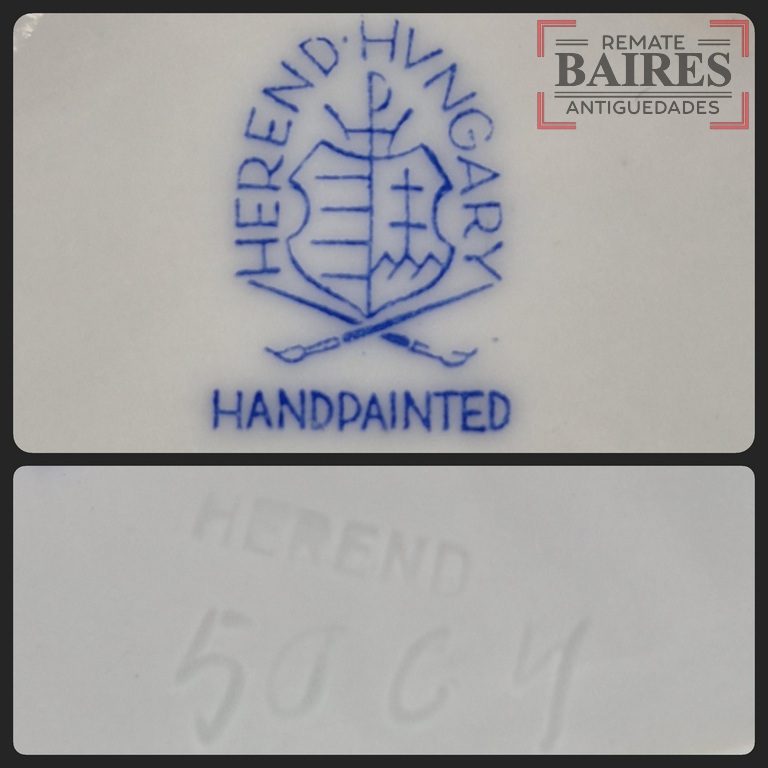 REMATE
BAIRES
ANTIGUEDADES
HEREND · HVNGARY
HANDPAINTED
HEREND